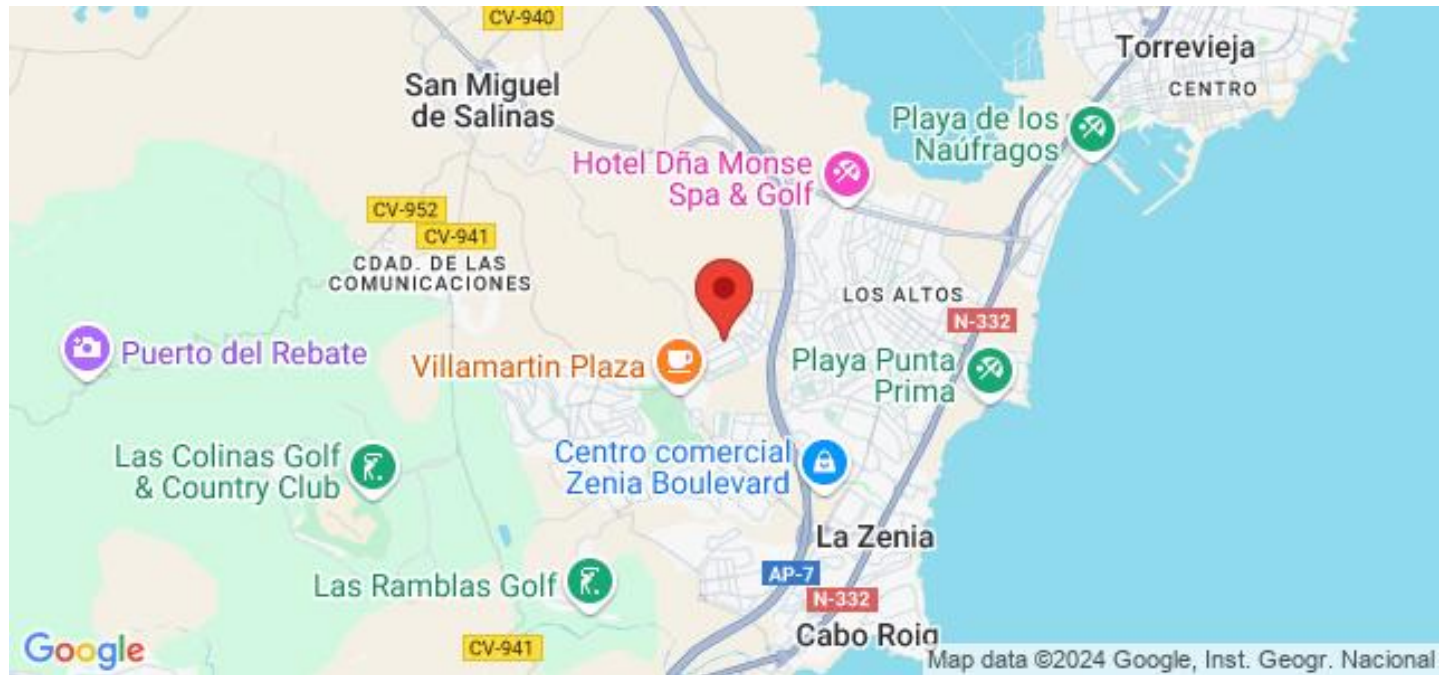 CV-940
Torrevieja
CENTRO
San Miguel
de Salinas
Playa de los
Naúfragos
Hotel Dña Monse
Spa & Golf
CV-952
CV-941
CDAD. DE LAS
COMUNICACIONES
LOS ALTOS
N-332
Puerto del Rebate
Villamartin Plaza
Playa Punta
Prima
Las Colinas Golf
& Country Club
Centro comercial
Zenia Boulevard
La Zenia
Las Ramblas Golf
AP-7
N-332
Cabo Roig
CV-941
Google
Map data ©2024 Google, Inst. Geogr. Nacional